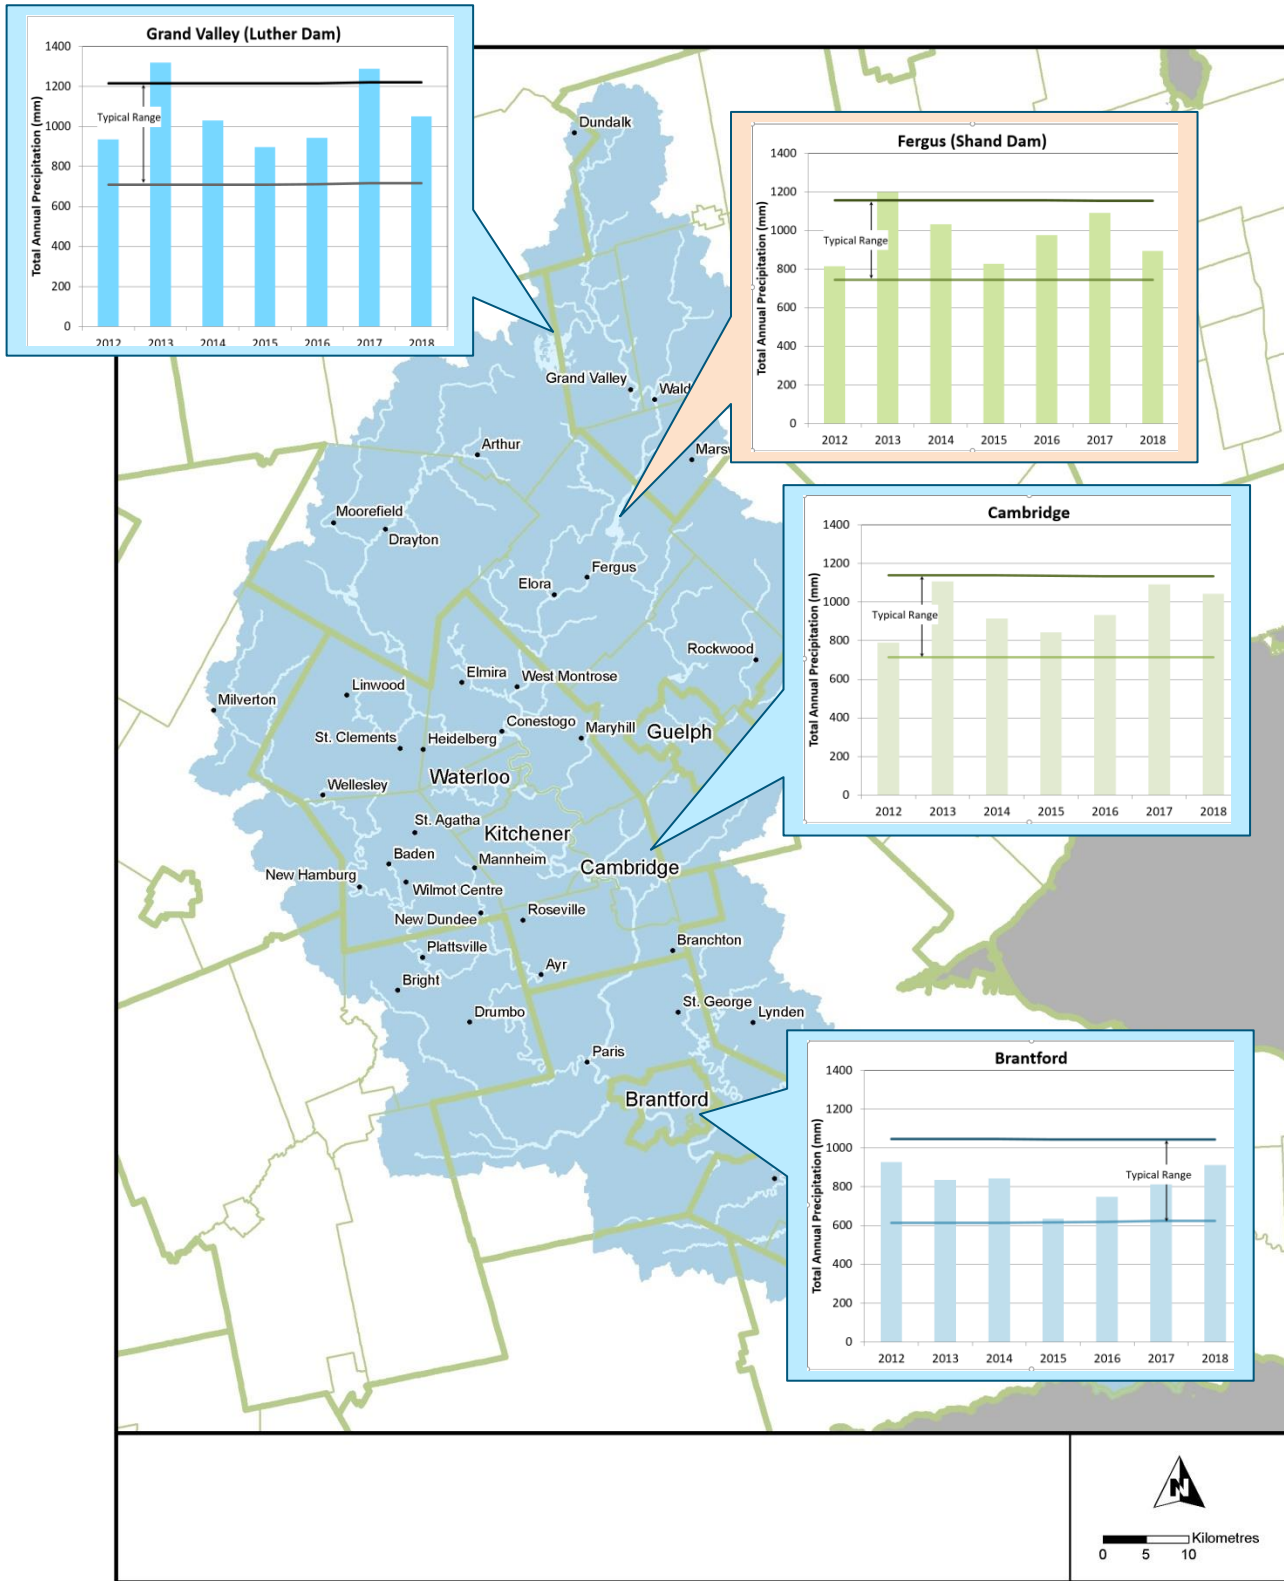 Grand Valley (Luther Dam)
Total Annual Precipitation (mm)
1400
1200
1000
800
600
400
200
0
Typical Range
2012 2013 2014 2015 2016 2017 2018
Fergus (Shand Dam)
Total Annual Precipitation (mm)
1400
1200
1000
800
600
400
200
0
Typical Range
2012 2013 2014 2015 2016 2017 2018
Cambridge
Total Annual Precipitation (mm)
1400
1200
1000
800
600
400
200
0
Typical Range
2012 2013 2014 2015 2016 2017 2018
Brantford
Total Annual Precipitation (mm)
1400
1200
1000
800
600
400
200
0
Typical Range
2012 2013 2014 2015 2016 2017 2018
Dundalk
Grand Valley
Wald
Arthur
Marsv
Moorefield
Drayton
Fergus
Elora
Rockwood
Elmira
West Montrose
Linwood
Milverton
Conestogo
Maryhill
Guelph
St. Clements
Heidelberg
Waterloo
Wellesley
St. Agatha
Kitchener
Baden
Mannheim
Cambridge
New Hamburg
Wilmot Centre
New Dundee
Roseville
Plattsville
Branchton
Ayr
Bright
St. George
Lynden
Drumbo
Paris
Brantford
N
Kilometres
0 5 10